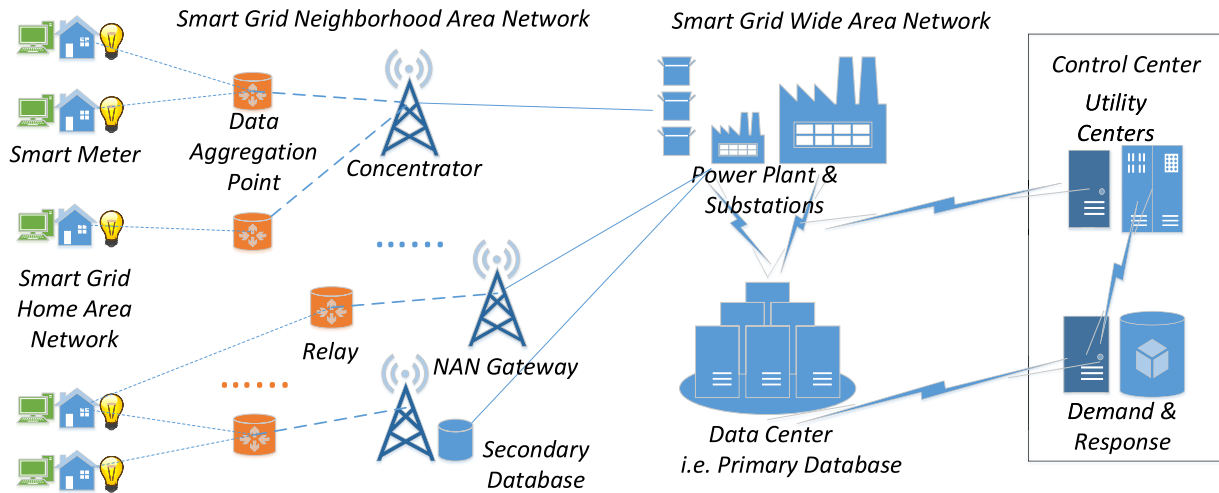 Smart Grid Neighborhood Area Network
Smart Grid Wide Area Network
Control Center
Utility
Centers
Smart Meter
Data
Aggregation
Point
Concentrator
Power Plant &
Substations
Smart Grid
Home Area
Network
Relay
NAN Gateway
Secondary
Database
Data Center
i.e. Primary Database
Demand &
Response